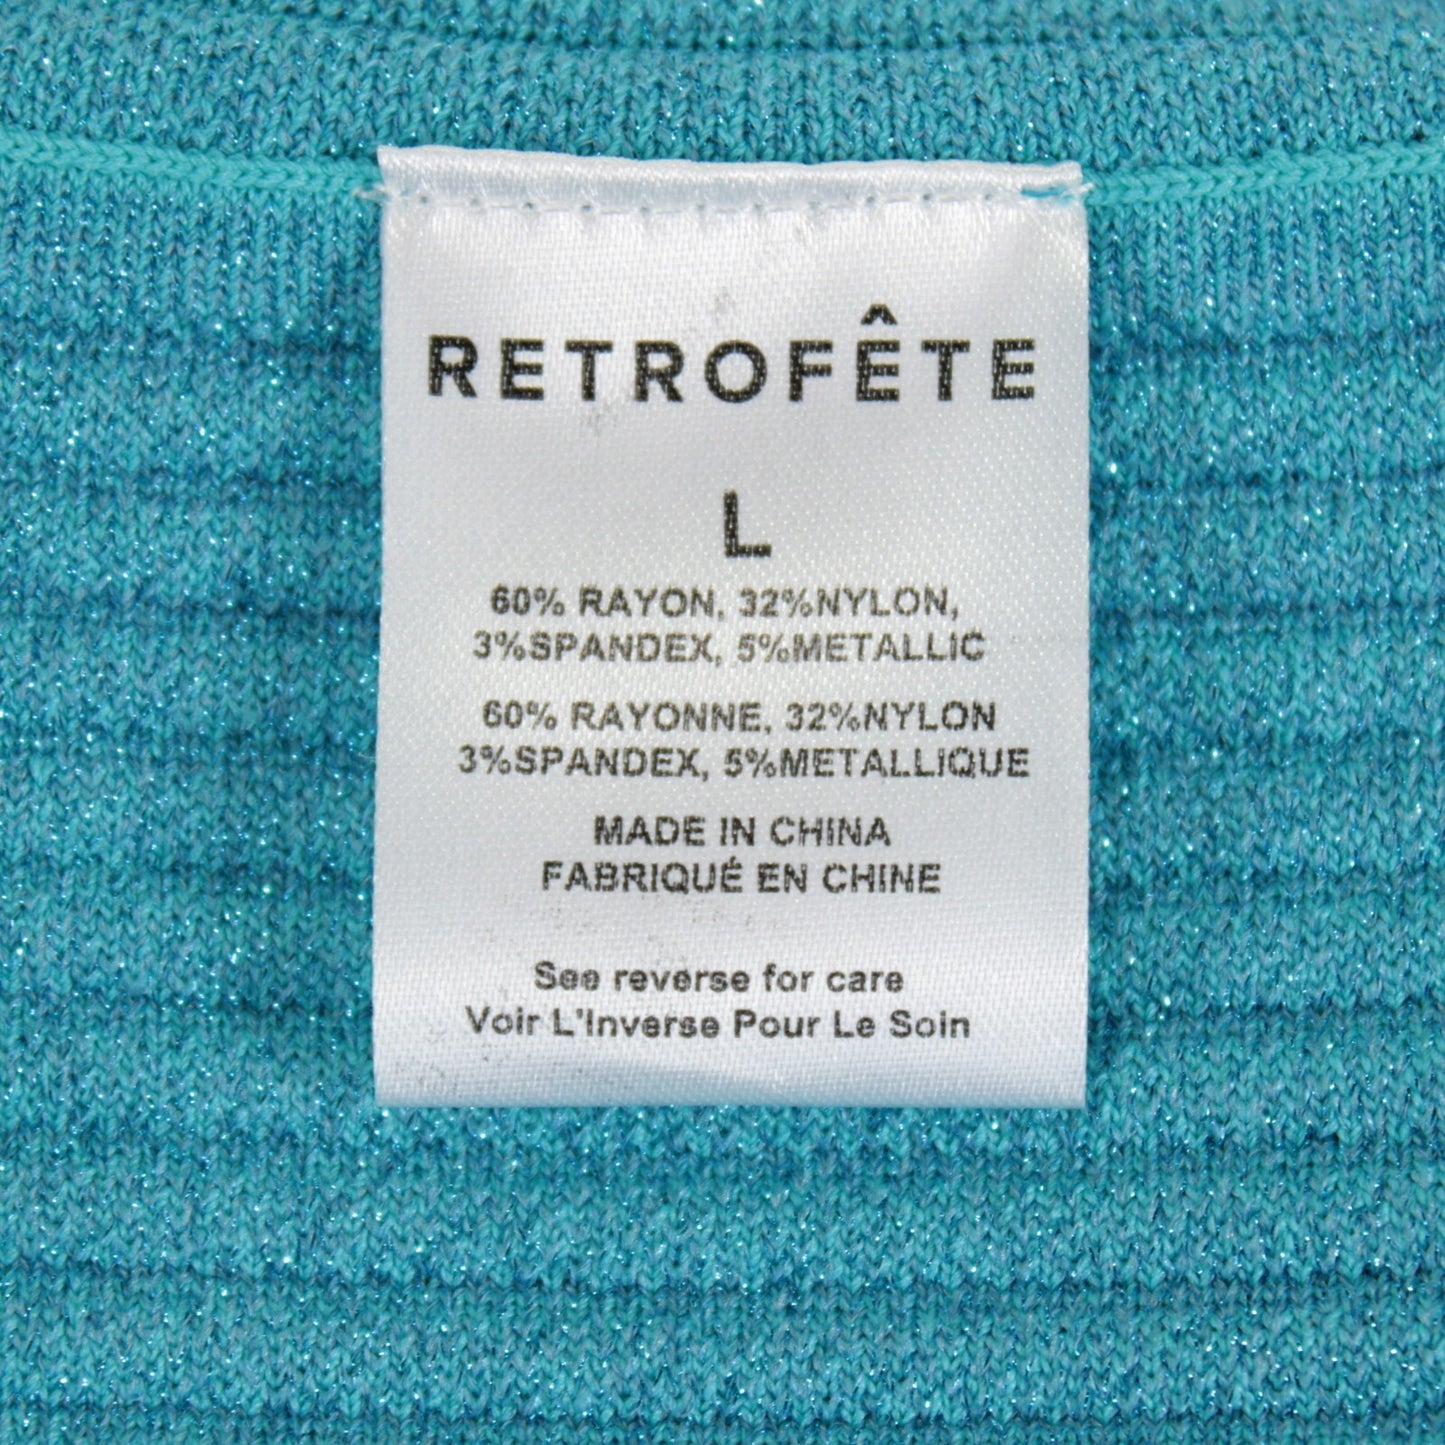 RETROFÊTE
L
60% RAYON, 32%NYLON,
3%SPANDEX, 5%METALLIC
60% RAYONNE, 32%NYLON
3%SPANDEX, 5%METALLIQUE
MADE IN CHINA
FABRIQUÉ EN CHINE
See reverse for care
Voir L'Inverse Pour Le Soin